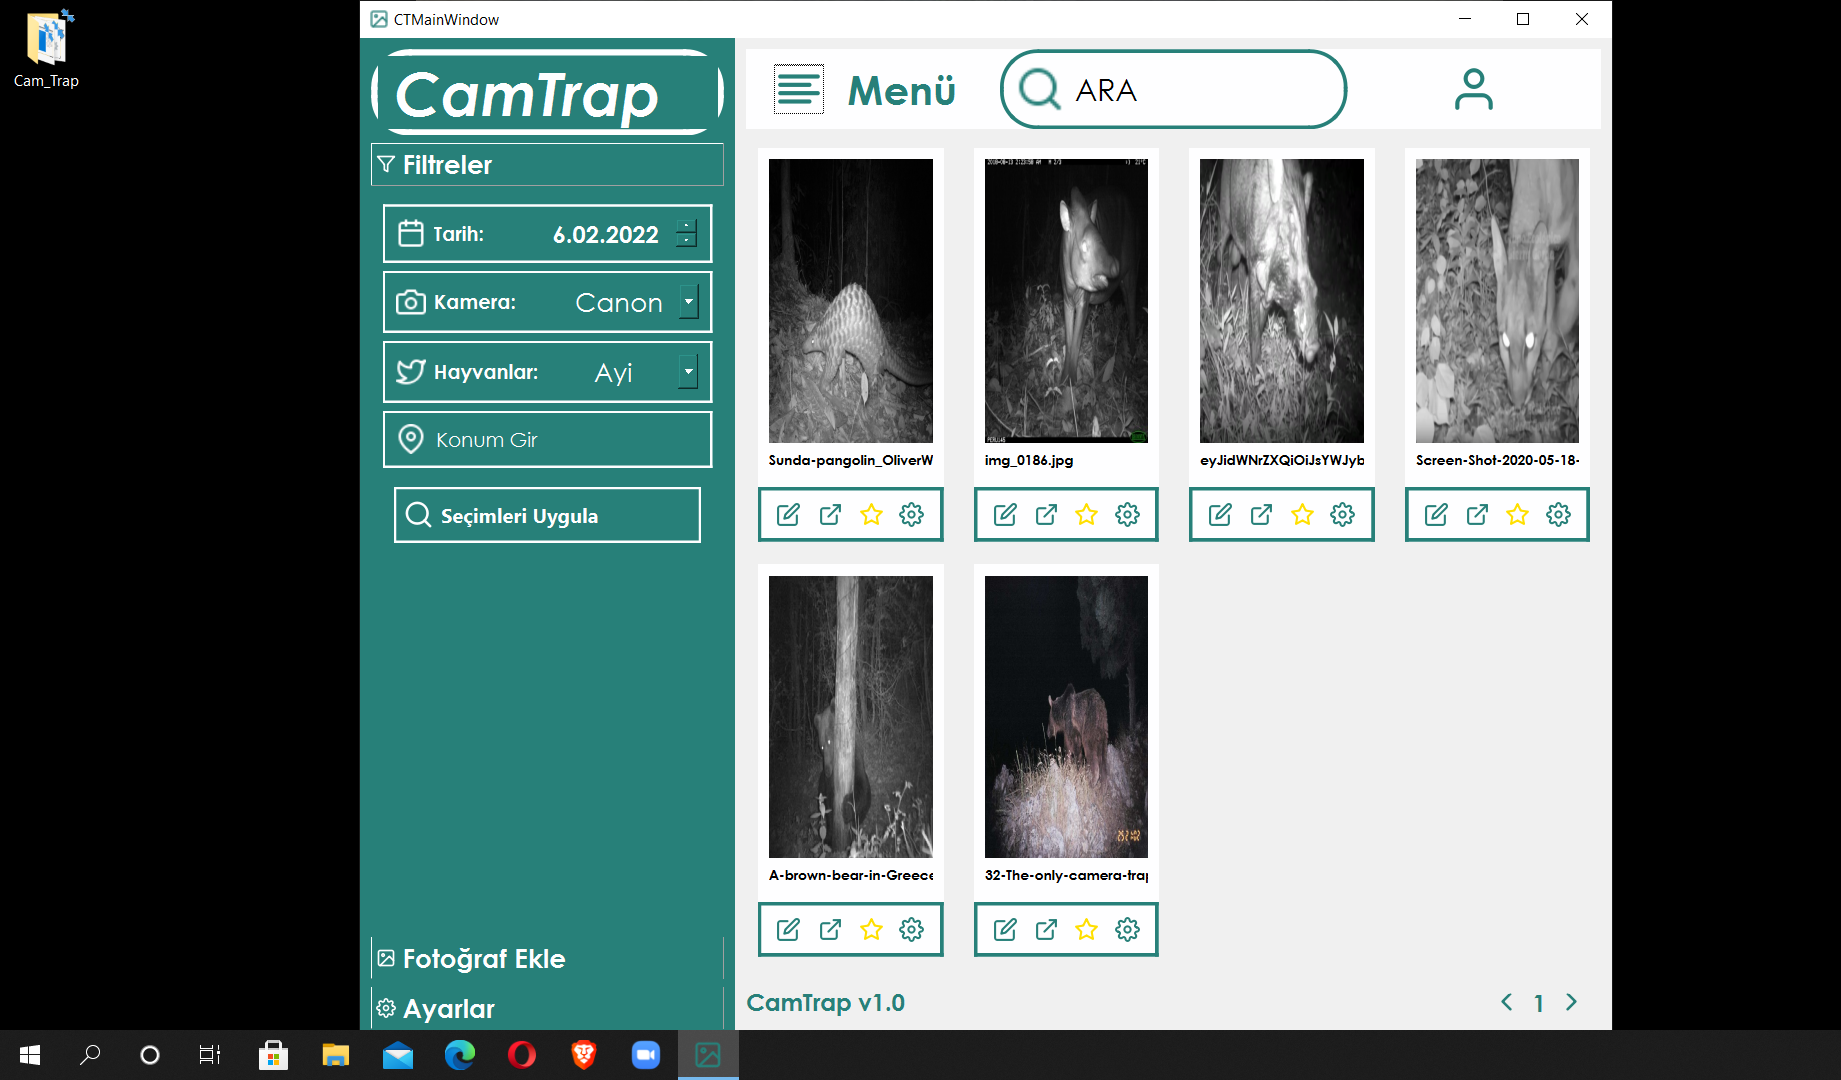 Cam_Trap
CTMainWindow
CamTrap
Filtreler
Tarih: 6.02.2022
Kamera: Canon
Hayvanlar: Ayi
Konum Gir
Seçimleri Uygula
Fotoğraf Ekle
Ayarlar
Menü
ARA
Sunda-pangolin_OliverW
img_0186.jpg
eyJidWNrZXQiOiJsYWJyb
Screen-Shot-2020-05-18-
A-brown-bear-in-Greece
32-The-only-camera-trap
CamTrap v1.0
1